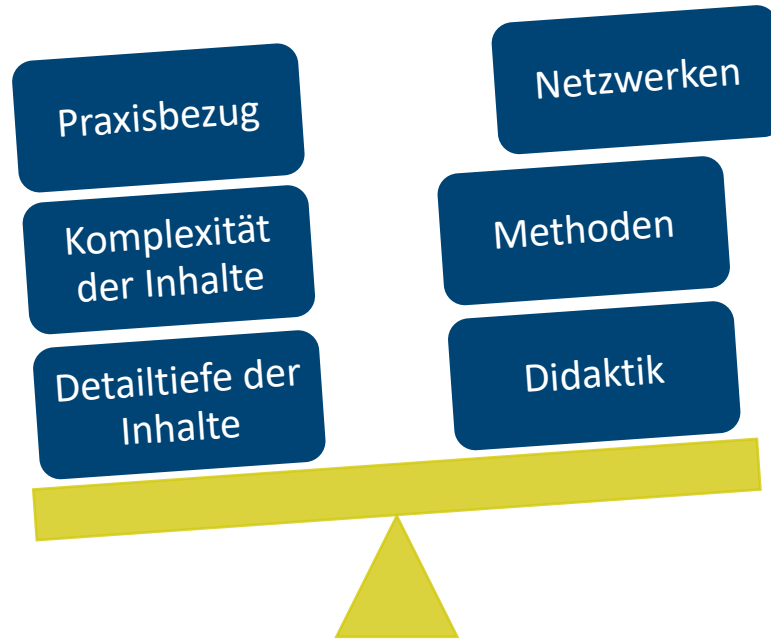 Praxisbezug
Komplexität
der Inhalte
Detailtiefe der
Inhalte
Netzwerken
Methoden
Didaktik